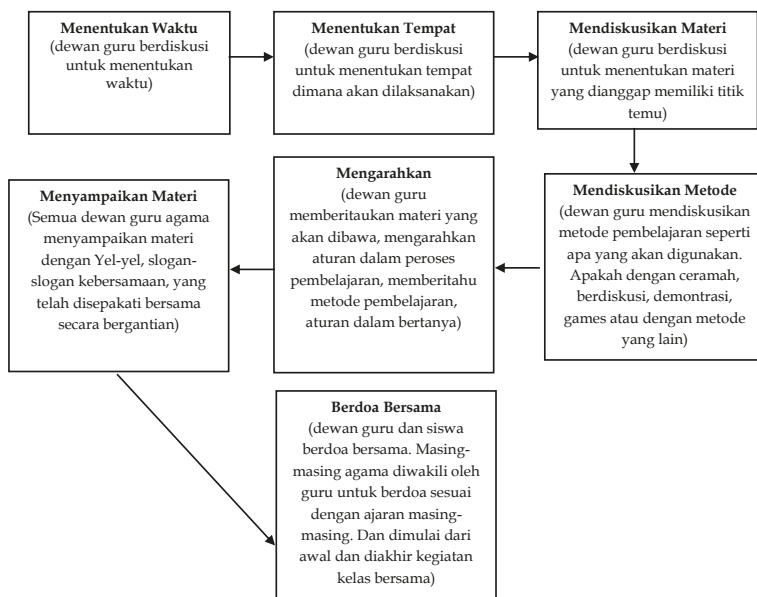 Menentukan Waktu
(dewan guru berdiskusi
untuk menentukan
waktu)
Menentukan Tempat
(dewan guru berdiskusi
untuk menentukan tempat
dimana akan dilaksanakan)
Mendiskusikan Materi
(dewan guru berdiskusi
untuk menentukan materi
yang dianggap memiliki titik
temu)
Mendiskusikan Metode
(dewan guru mendiskusikan
metode pembelajaran seperti
apa yang akan digunakan.
Apakah dengan ceramah,
berdiskusi, demontrasi,
games atau dengan metode
yang lain)
Mengarahkan
(dewan guru
memberitaukan materi yang
akan dibawa, mengarahkan
aturan dalam peroses
pembelajaran, memberitahu
metode pembelajaran,
aturan dalam bertanya)
Menyampaikan Materi
(Semua dewan guru agama
menyampaikan materi
dengan Yel-yel, slogan-
slogan kebersamaan, yang
telah disepakati bersama
secara bergantian)
Berdoa Bersama
(dewan guru dan siswa
berdoa bersama. Masing-
masing agama diwakili oleh
guru untuk berdoa sesuai
dengan ajaran masing-
masing. Dan dimulai dari
awal dan diakhir kegiatan
kelas bersama)